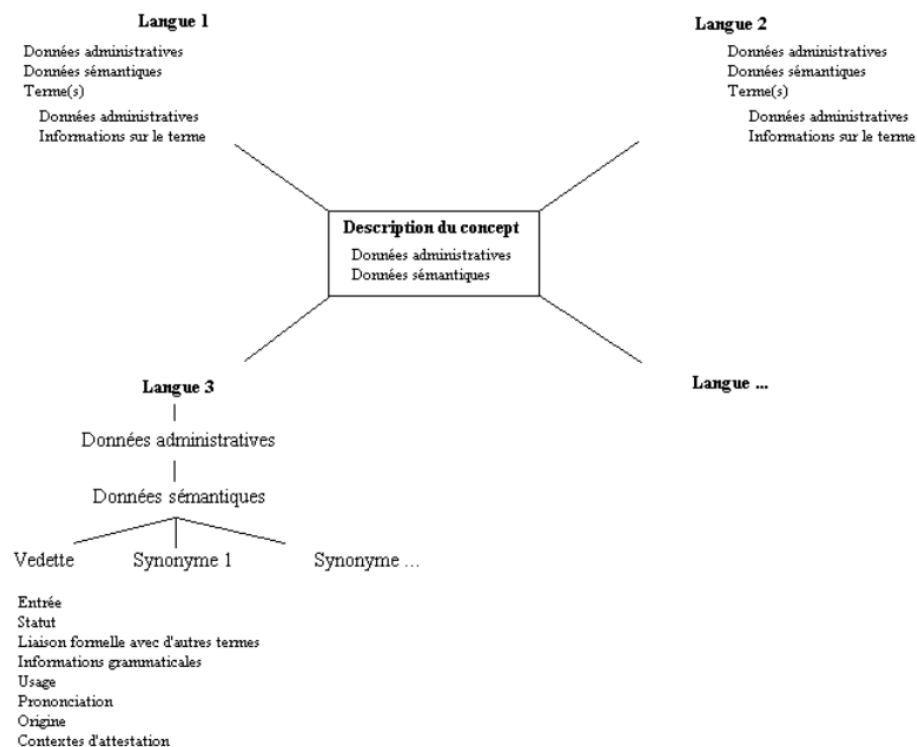 Langue 1
Données administratives
Données sémantiques
Terme(s)
Données administratives
Informations sur le terme
Langue 2
Données administratives
Données sémantiques
Terme(s)
Données administratives
Informations sur le terme
Description du concept
Données administratives
Données sémantiques
Langue 3
Données administratives
Données sémantiques
Vedette
Synonyme 1
Synonyme ...
Entrée
Statut
Liaison formelle avec d'autres termes
Informations grammaticales
Usage
Prononciation
Origine
Contextes d'attestation
Langue ...